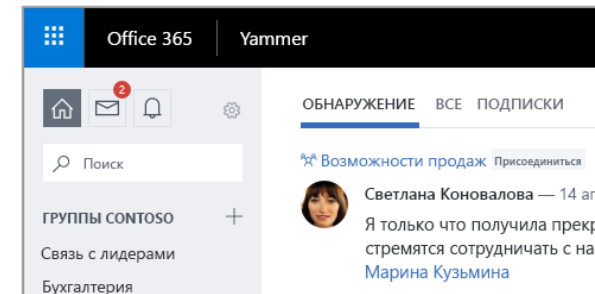 Office 365 Yammer
2
ОБНАРУЖЕНИЕ ВСЕ ПОДПИСКИ
Поиск
Возможности продаж Присоединиться
Светлана Коновалова — 14
ГРУППЫ CONTOSO
Я только что получила
стремятся сотрудничать с
Связь с лидерами
Марина Кузьмина
Бухгалтерия